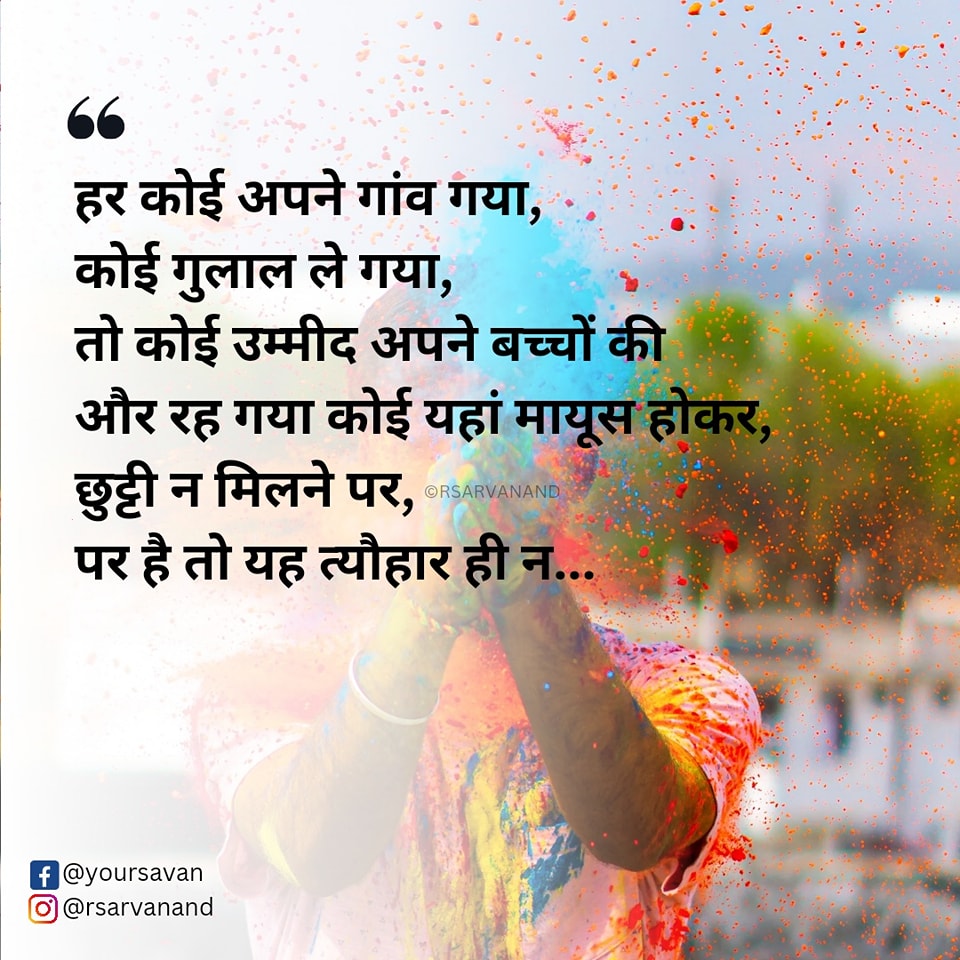 ❝
हर कोई अपने गांव गया,
कोई गुलाल ले गया,
तो कोई उम्मीद अपने बच्चों की
और रह गया कोई यहां मायूस होकर,
छुट्टी न मिलने पर, ©RSARVANAND
पर है तो यह त्यौहार ही न...
@yoursavan
@rsarvanand